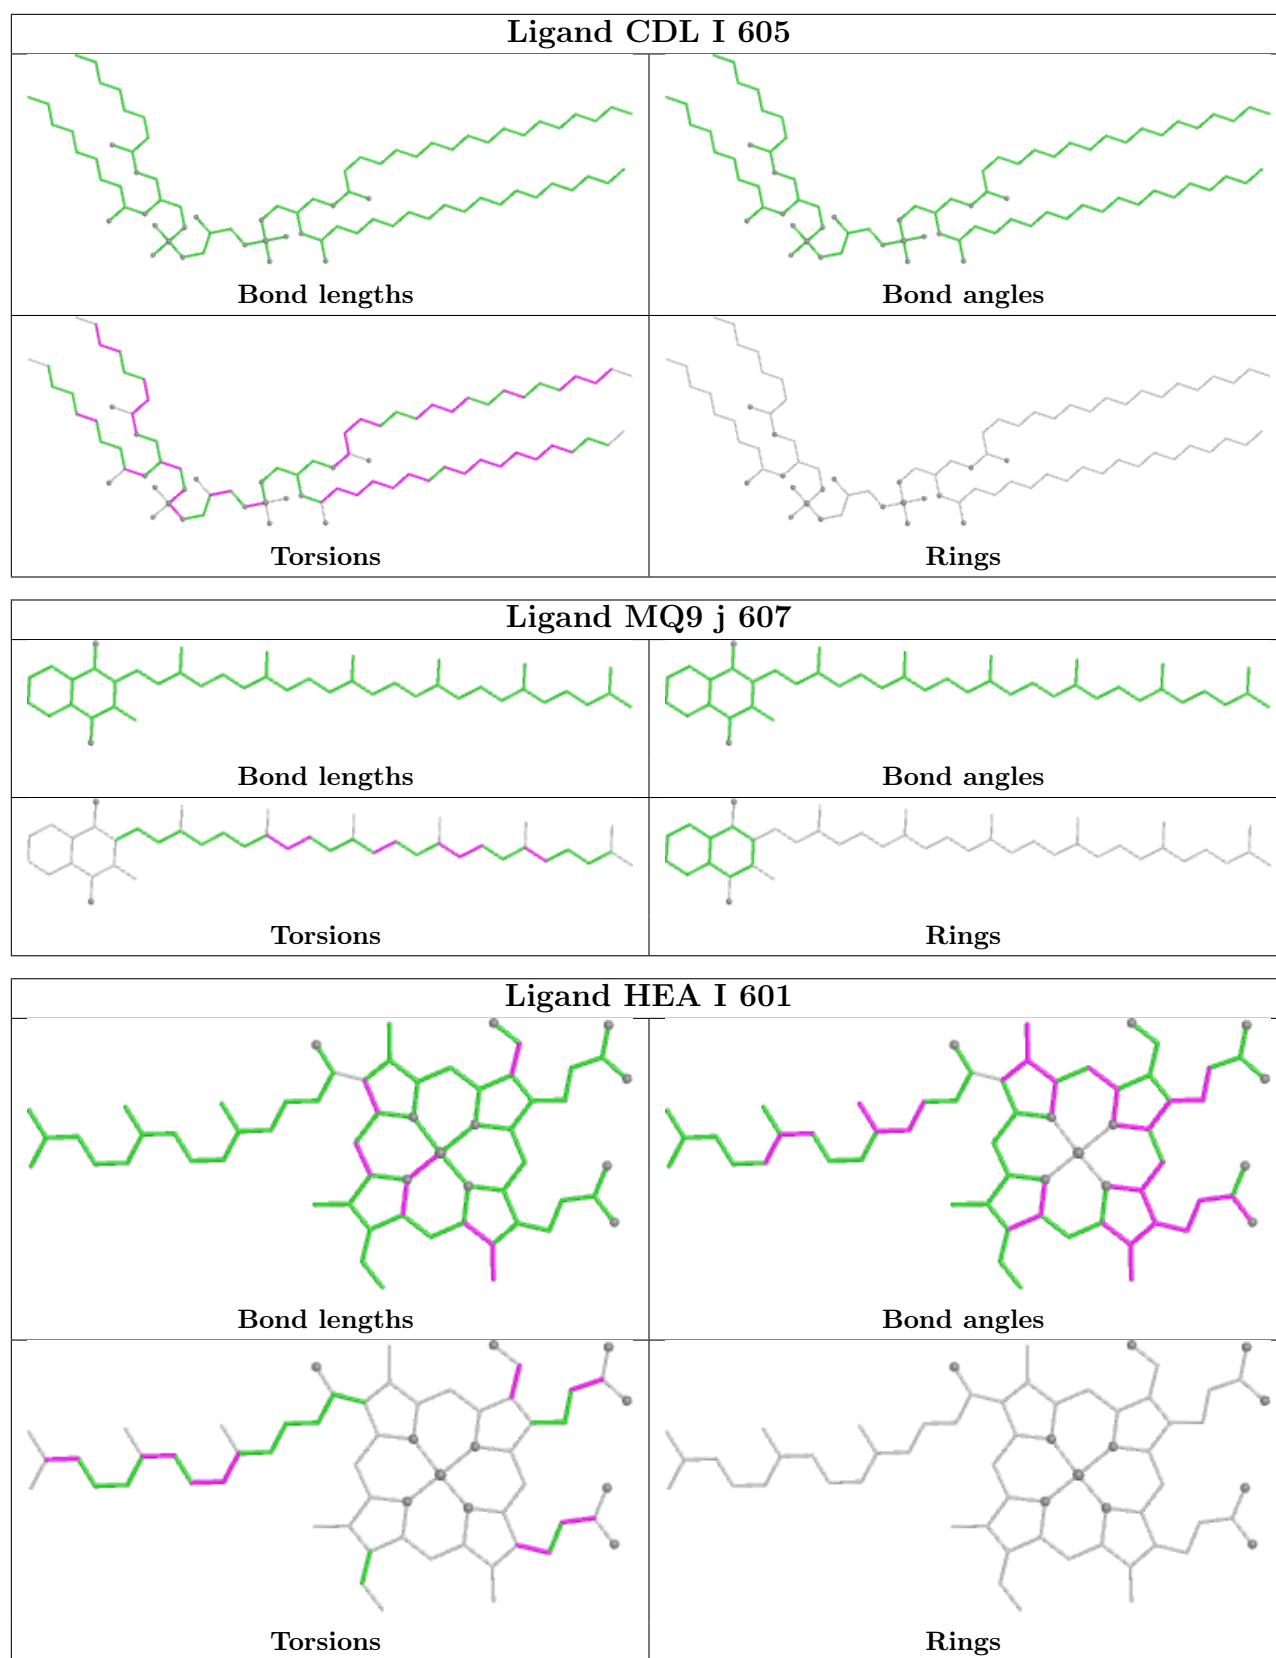 Ligand CDL I 605
Bond lengths
Bond angles
Torsions
Rings
Ligand MQ9 j 607
Bond lengths
Bond angles
Torsions
Rings
Ligand HEA I 601
Bond lengths
Bond angles
Torsions
Rings